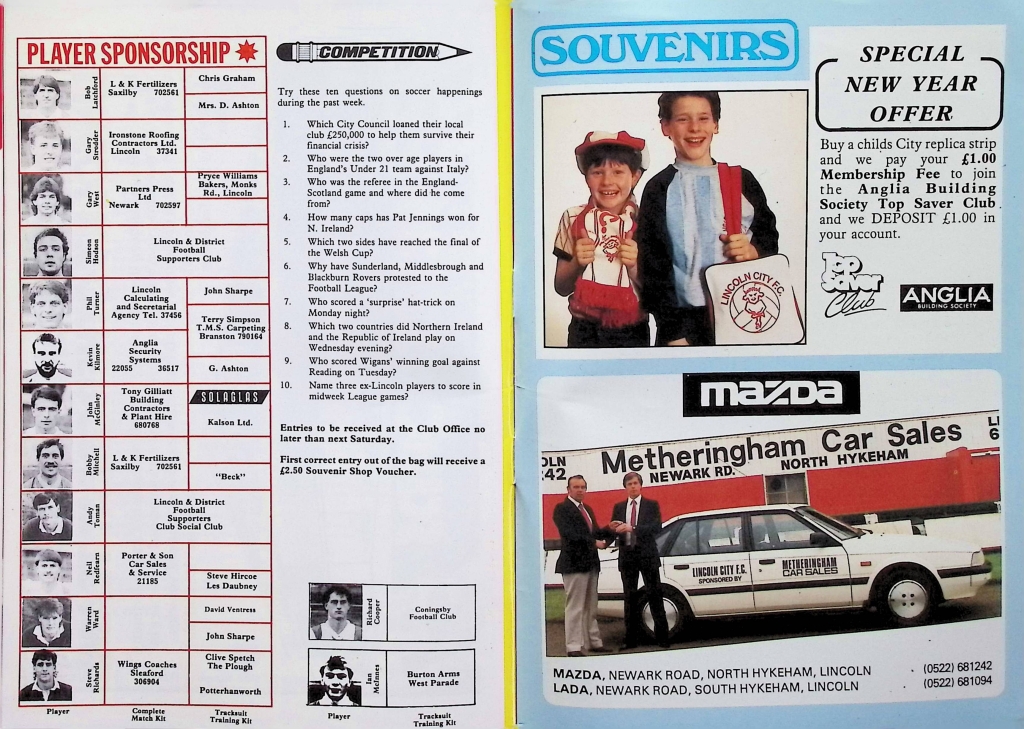 PLAYER SPONSORSHIP
Bob
Latchford
L & K Fertilizers
Saxilby 702561
Chris Graham
Mrs. D. Ashton
Gary
Strodder
Ironstone Roofing
Contractors Ltd.
Lincoln 37341
Gary
West
Partners Press
Ltd
Newark 702597
Pryce Williams
Bakers, Monks
Rd., Lincoln
Simeon
Hodson
Lincoln & District
Football
Supporters Club
Phil
Turner
Lincoln
Calculating
and Secretarial
Agency Tel. 37456
John Sharpe
Terry Simpson
T.M.S. Carpeting
Branston 790164
Kevin
Kilmore
Anglia
Security
Systems
22055 36517
G. Ashton
John
McGinley
Tony Gilliatt
Building
Contractors
& Plant Hire
680768
SOLAGLAS
Kalson Ltd.
Bobby
Mitchell
L & K Fertilizers
Saxilby 702561
"Beck"
Andy
Toman
Lincoln & District
Football
Supporters
Club Social Club
Neil
Redfearn
Porter & Son
Car Sales
& Service
21185
Steve Hircoe
Les Daubney
Warren
Ward
David Ventress
John Sharpe
Steve
Richards
Wings Coaches
Sleaford
306904
Clive Spetch
The Plough
Potterhanworth
Player
Complete
Match Kit
Tracksuit
Training Kit
COMPETITION
Try these ten questions on soccer happenings
during the past week.
1. Which City Council loaned their local
club £250,000 to help them survive their
financial crisis?
2. Who were the two over age players in
England's Under 21 team against Italy?
3. Who was the referee in the England-
Scotland game and where did he come
from?
4. How many caps has Pat Jennings won for
N. Ireland?
5. Which two sides have reached the final of
the Welsh Cup?
6. Why have Sunderland, Middlesbrough and
Blackburn Rovers protested to the
Football League?
7. Who scored a 'surprise' hat-trick on
Monday night?
8. Which two countries did Northern Ireland
and the Republic of Ireland play on
Wednesday evening?
9. Who scored Wigans' winning goal against
Reading on Tuesday?
10. Name three ex-Lincoln players to score in
midweek League games?
Entries to be received at the Club Office no
later than next Saturday.
First correct entry out of the bag will receive a
£2.50 Souvenir Shop Voucher.
Richard
Cooper
Coningsby
Football Club
Ian
McInnes
Burton Arms
West Parade
Player
Tracksuit
Training Kit
SOUVENIRS
LINCOLN CITY F.C.
SPECIAL
NEW YEAR
OFFER
Buy a childs City replica strip
and we pay your £1.00
Membership Fee to join
the Anglia Building
Society Top Saver Club
and we DEPOSIT £1.00 in
your account.
Top
Saver
Club
ANGLIA
BUILDING SOCIETY
mazda
Metheringham Car Sales
NEWARK RD. NORTH HYKEHAM
OLN
42
LI
6
LINCOLN CITY F.C.
SPONSORED BY
METHERINGHAM
CAR SALES
MAZDA, NEWARK ROAD, NORTH HYKEHAM, LINCOLN (0522) 681242
LADA, NEWARK ROAD, SOUTH HYKEHAM, LINCOLN (0522) 681094